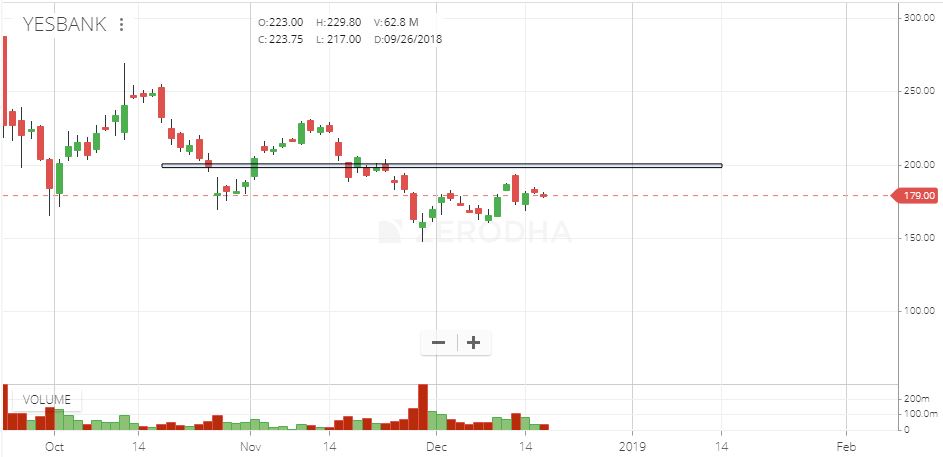 YESBANK
O:223.00 H:229.80 V:62.8 M
C: 223.75 L: 217.00 D:09/26/2018
300.00
250.00
200.00
179.00
150.00
ZERODHA
100.00
VOLUME
200m
100.0m
0
Oct 14 Nov 14 Dec 14 2019 14 Feb